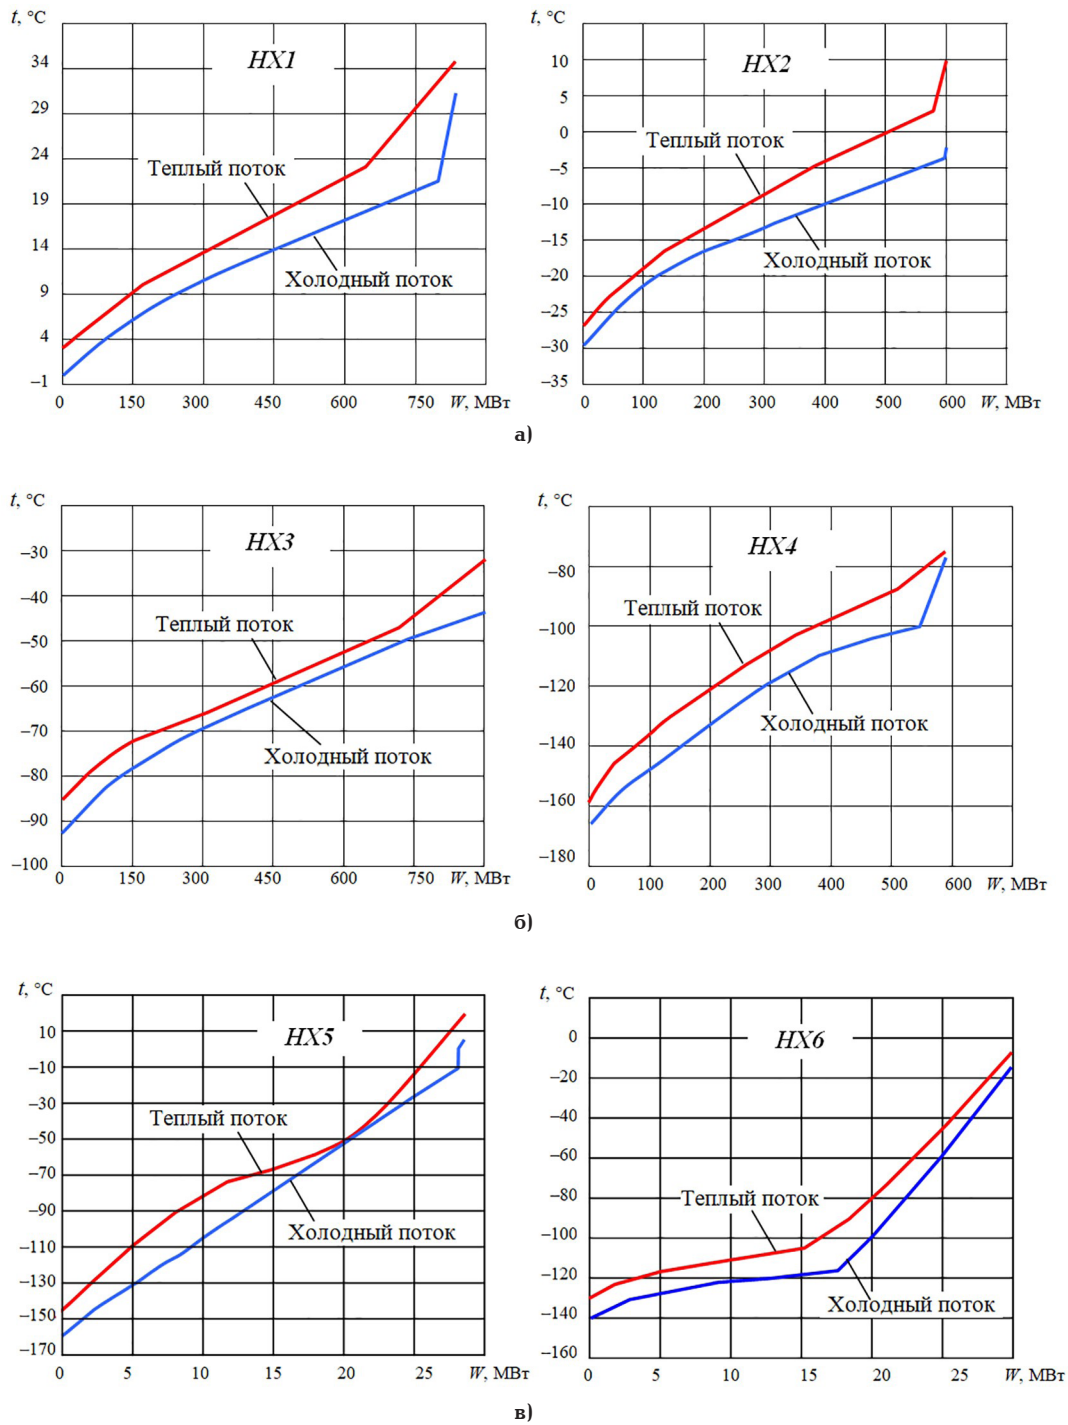 t, °C
HX1
34
29
24
19
14
9
4
–1
Теплый поток
Холодный поток
0 150 300 450 600 750 W, МВт
t, °C
HX2
10
5
0
–5
–10
–15
–20
–25
–30
–35
Теплый поток
Холодный поток
0 100 200 300 400 500 600 W, МВт
а)
t, °C
HX3
–30
–40
–50
–60
–70
–80
–90
–100
Теплый поток
Холодный поток
0 150 300 450 600 750 W, МВт
t, °C
HX4
–80
–100
–120
–140
–160
–180
Теплый поток
Холодный поток
0 100 200 300 400 500 600 W, МВт
б)
t, °C
HX5
10
–10
–30
–50
–70
–90
–110
–130
–150
–170
Теплый поток
Холодный поток
0 5 10 15 20 25 W, МВт
t, °C
HX6
0
–20
–40
–60
–80
–100
–120
–140
–160
Теплый поток
Холодный поток
0 5 10 15 20 25 W, МВт
в)